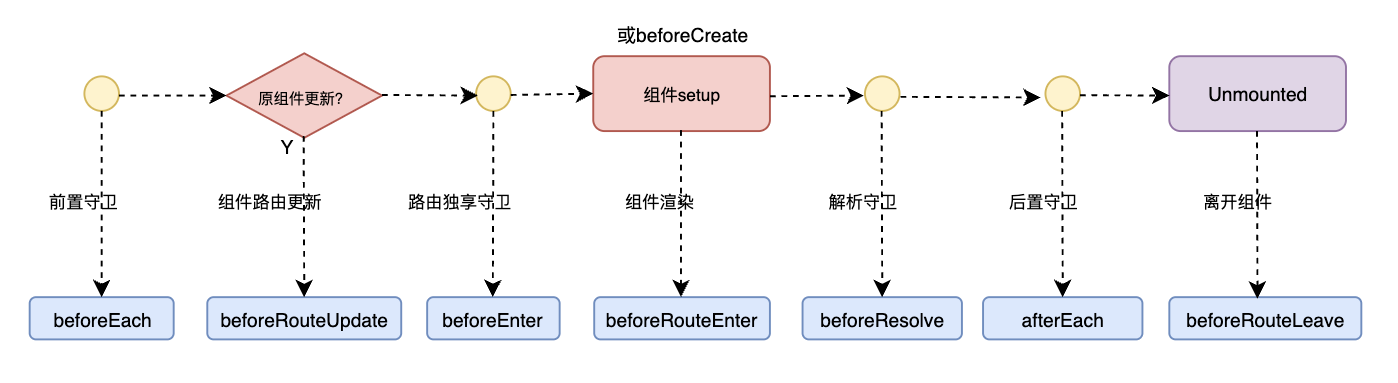 或beforeCreate
原组件更新?
组件setup
Unmounted
Y
前置守卫
组件路由更新
路由独享守卫
组件渲染
解析守卫
后置守卫
离开组件
beforeEach
beforeRouteUpdate
beforeEnter
beforeRouteEnter
beforeResolve
afterEach
beforeRouteLeave